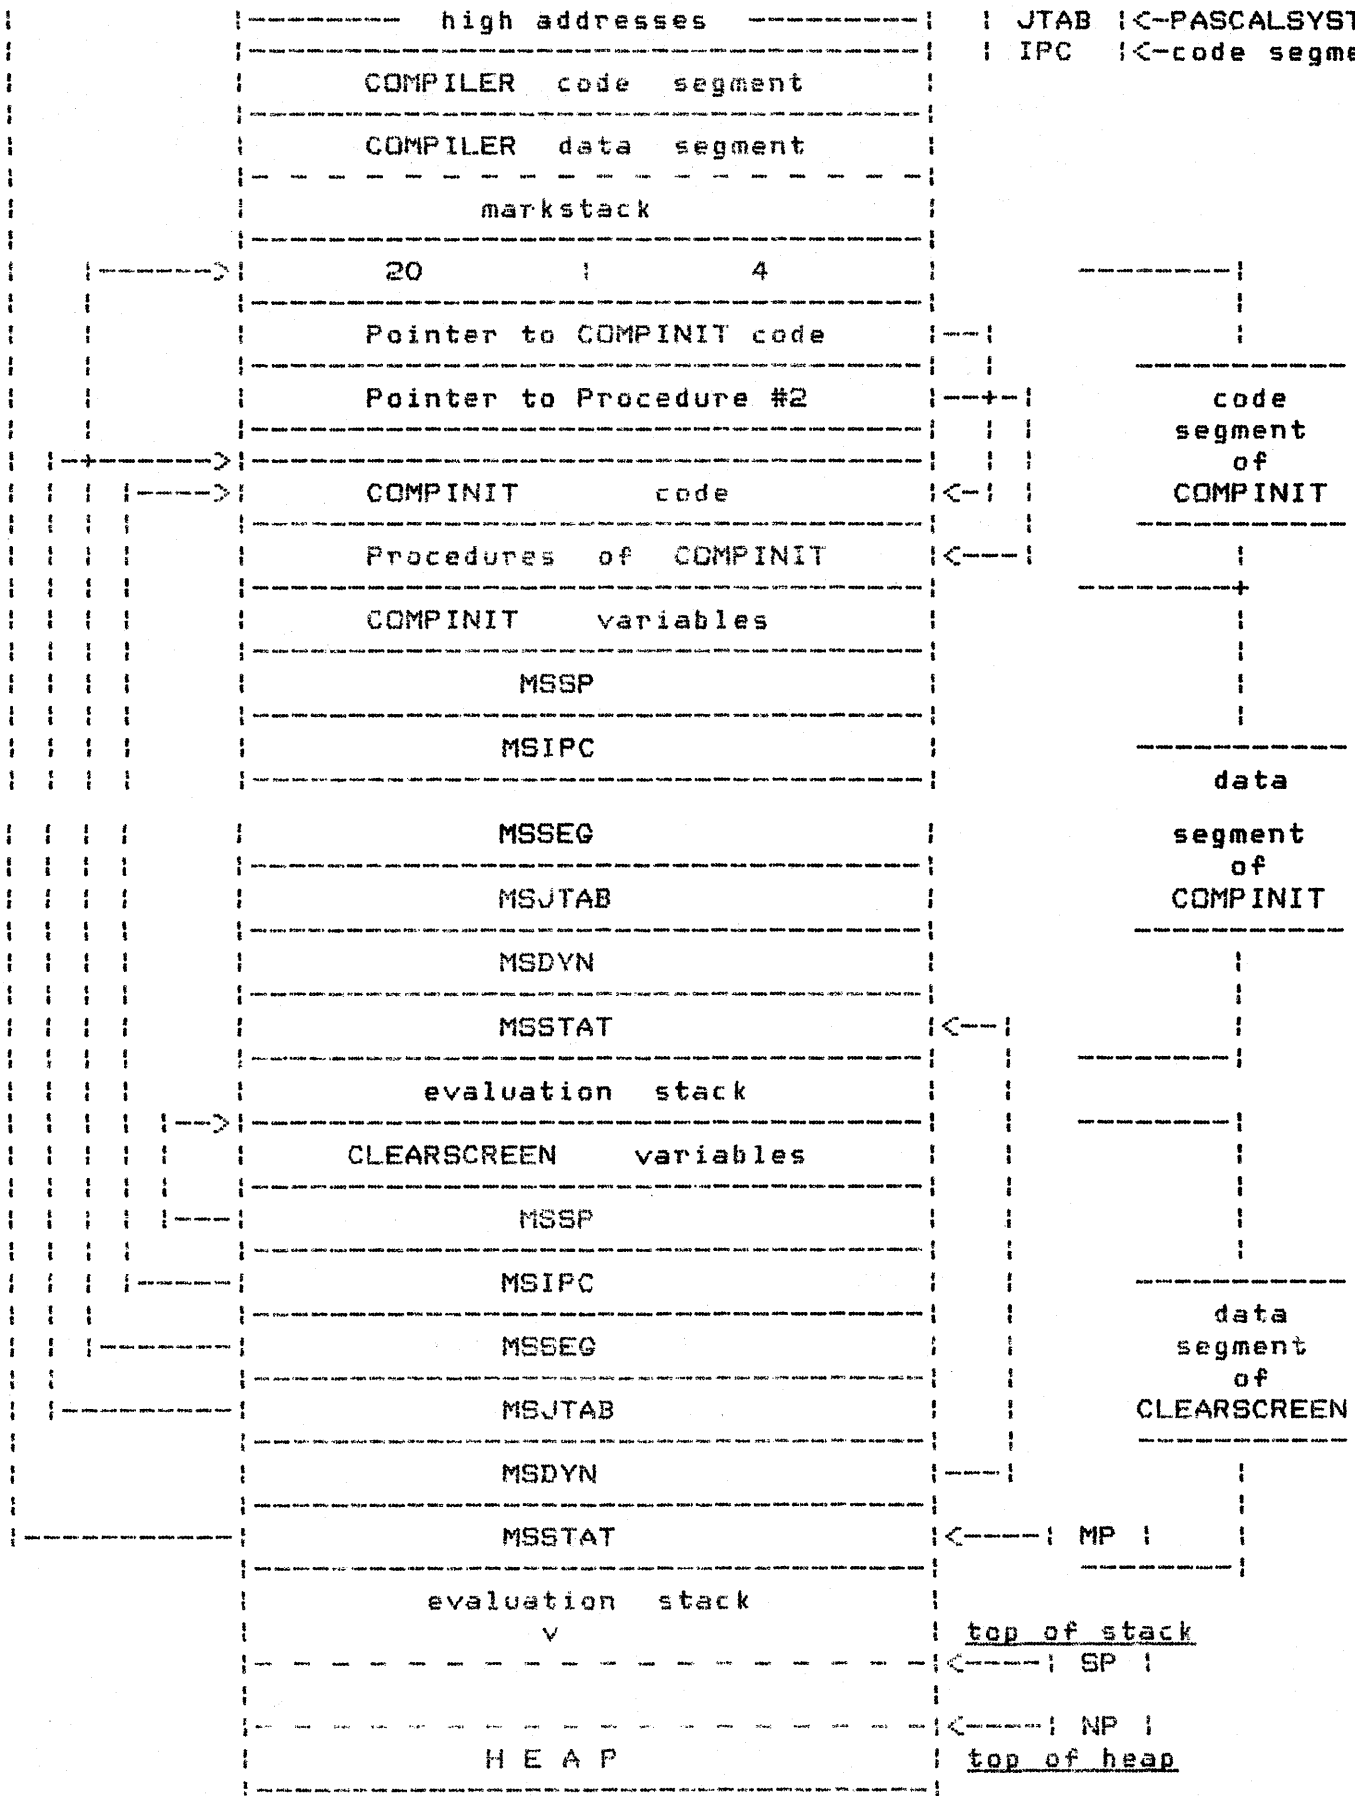 high addresses | JTAB |<-PASCALSYST
| IPC |<-code segme
COMPILER code segment
COMPILER data segment
markstack
20 | 4
Pointer to COMPINIT code
Pointer to Procedure #2 code
segment
of
COMPINIT code COMPINIT
Procedures of COMPINIT
COMPINIT variables
MSSP
MSIPC
data
MSSEG segment
of
MSJTAB COMPINIT
MSDYN
MSSTAT
evaluation stack
CLEARSCREEN variables
MSSP
MSIPC
data
MSSEG segment
of
MSJTAB CLEARSCREEN
MSDYN
MSSTAT <----| MP |
evaluation stack
v top of stack
<----| SP |
<----| NP |
H E A P top of heap